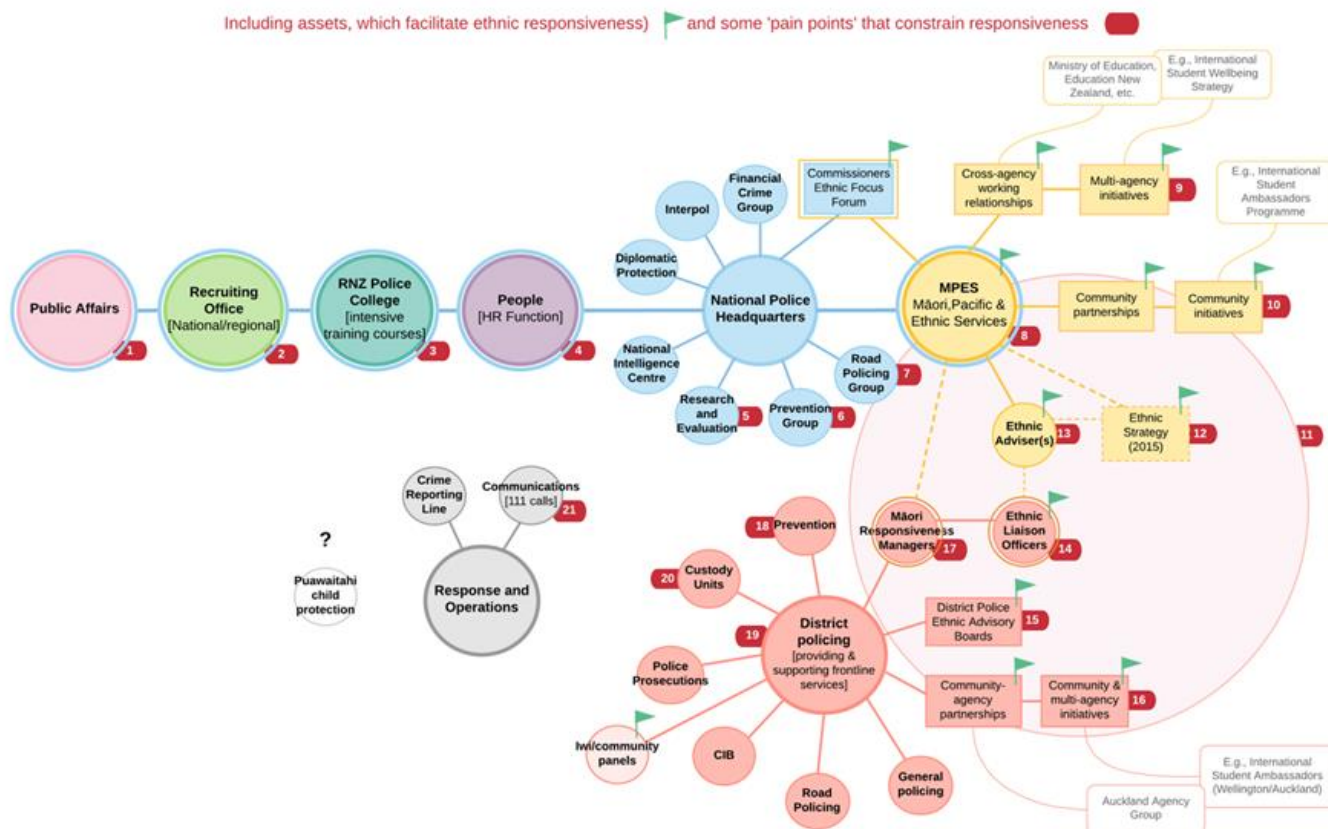 Including assets, which facilitate ethnic responsiveness) and some 'pain points' that constrain responsiveness
Ministry of Education,
Education New
Zealand, etc.
E.g., International
Student Wellbeing
Strategy
Commissioners
Ethnic Focus
Forum
Cross-agency
working
relationships
Multi-agency
initiatives
9
E.g., International
Student
Ambassadors
Programme
Financial
Crime
Group
Interpol
Diplomatic
Protection
National
Intelligence
Centre
Research
and
Evaluation
5
Prevention
Group
6
Road
Policing
Group
7
Public Affairs
1
Recruiting
Office
[National/regional]
2
RNZ Police
College
[intensive
training courses]
3
People
[HR Function]
4
National Police
Headquarters
MPES
Māori,Pacific &
Ethnic Services
8
Community
partnerships
Community
initiatives
10
Ethnic
Adviser(s)
13
Ethnic
Strategy
(2015)
12
11
Crime
Reporting
Line
Communications
[111 calls]
21
Response and
Operations
?
Puawaitahi
child
protection
18
Prevention
20
Custody
Units
19
District
policing
[providing &
supporting frontline
services]
Māori
Responsiveness
Managers
17
Ethnic
Liaison
Officers
14
District Police
Ethnic Advisory
Boards
15
Police
Prosecutions
Community-
agency
partnerships
Community &
multi-agency
initiatives
16
Iwi/community
panels
CIB
Road
Policing
General
policing
Auckland Agency
Group
E.g., International
Student Ambassadors
(Wellington/Auckland)